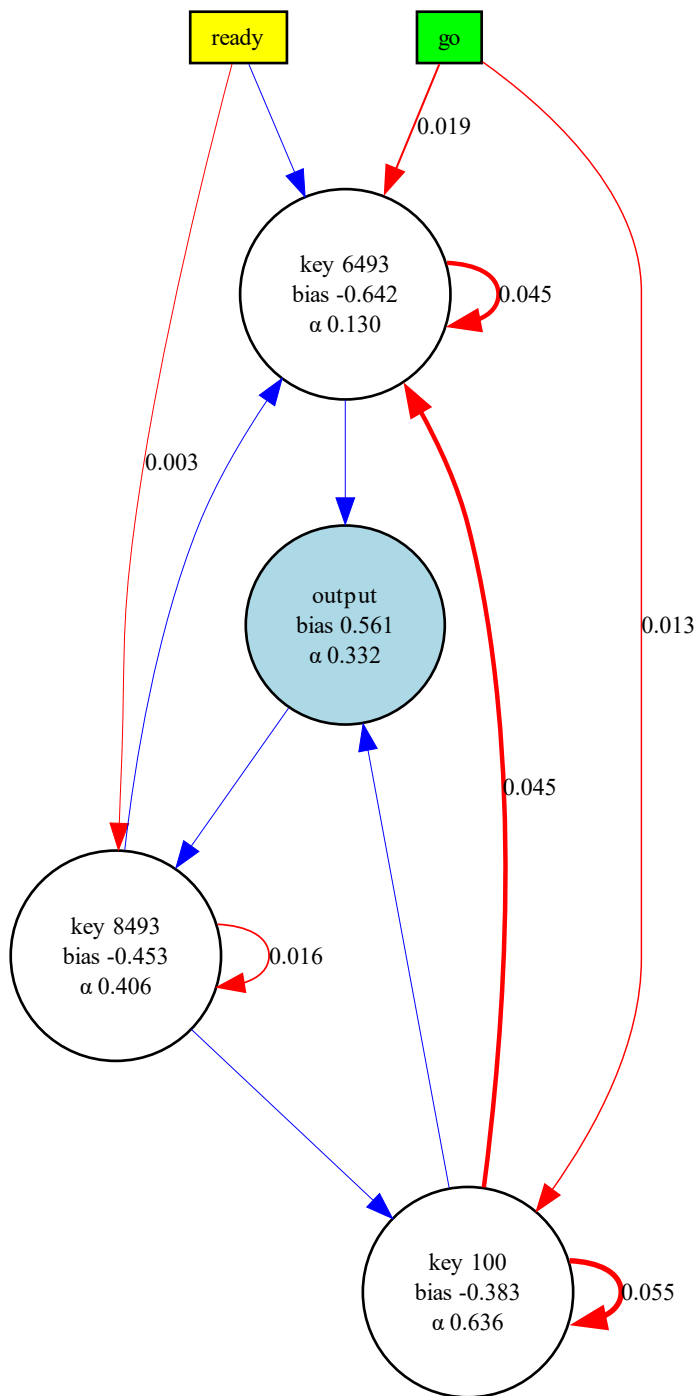 ready
go
0.019
key 6493
bias -0.642
α 0.130
0.045
0.003
output
bias 0.561
α 0.332
0.013
0.045
key 8493
bias -0.453
α 0.406
0.016
key 100
bias -0.383
α 0.636
0.055